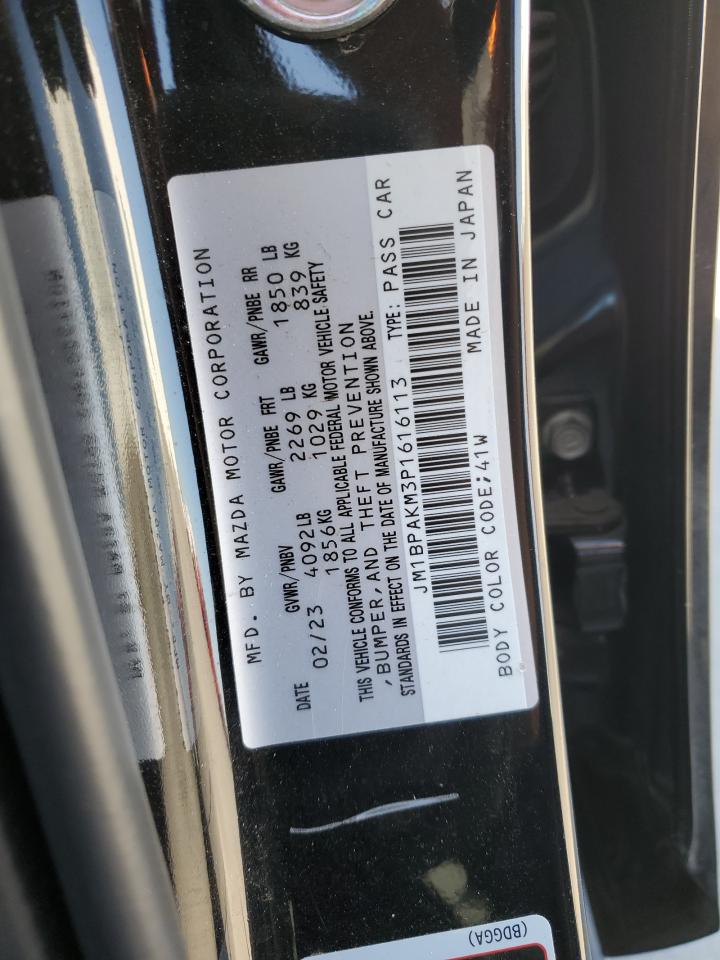 MFD. BY MAZDA MOTOR CORPORATION
DATE GVWR/PNBV GAWR/PNBE FRT GAWR/PNBE RR
02/23 4092LB 2269 LB 1850 LB
1856KG 1029 KG 839 KG
THIS VEHICLE CONFORMS TO ALL APPLICABLE FEDERAL MOTOR VEHICLE SAFETY
,BUMPER,AND THEFT PREVENTION
STANDARDS IN EFFECT ON THE DATE OF MANUFACTURE SHOWN ABOVE.
JM1BPAKM3P1616113 TYPE: PASS CAR
BODY COLOR CODE;41W MADE IN JAPAN
(BDGGA)